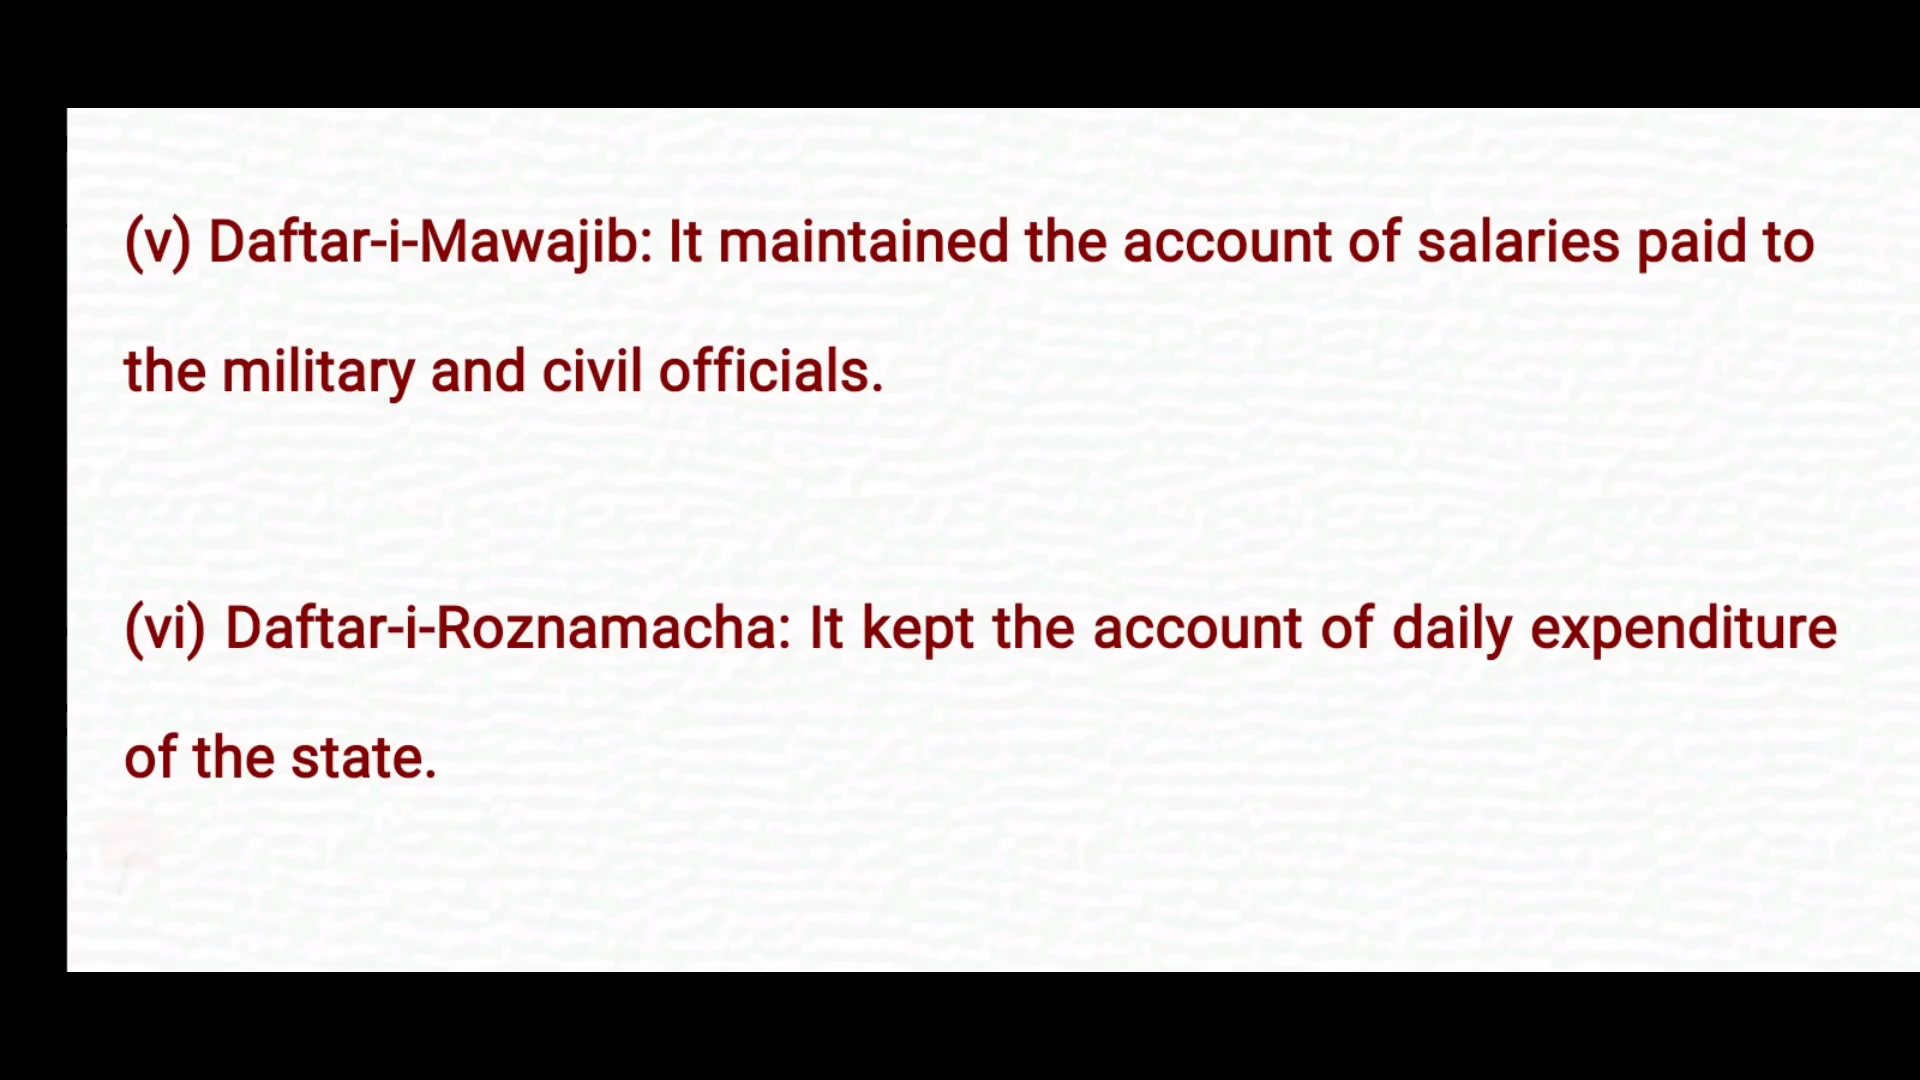 (v) Daftar-i-Mawajib: It maintained the account of salaries paid to
the military and civil officials.
(vi) Daftar-i-Roznamacha: It kept the account of daily expenditure
of the state.